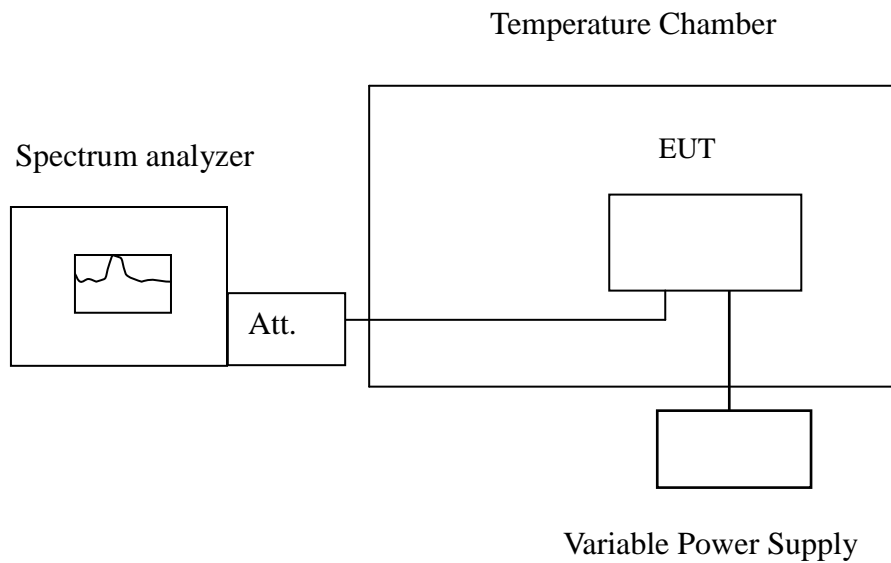 Temperature Chamber
Spectrum analyzer
EUT
Att.
Variable Power Supply